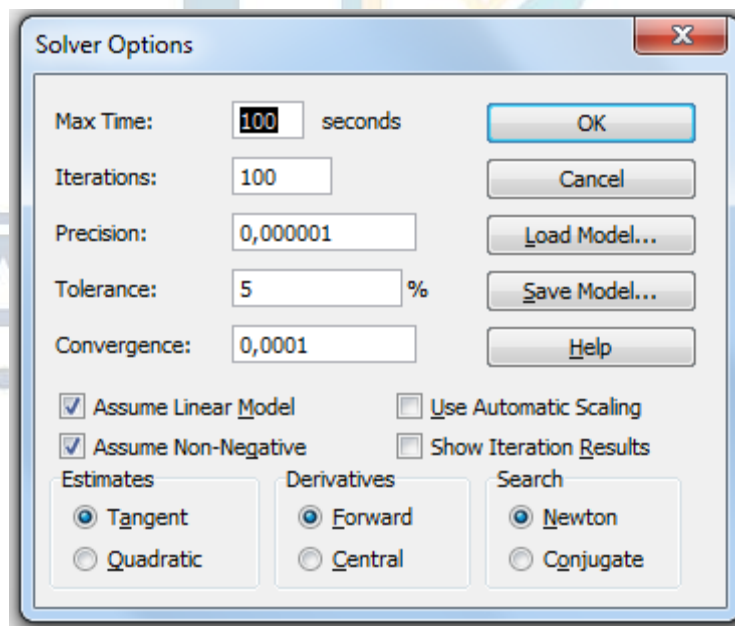 Solver Options
Max Time: 100 seconds
OK
Iterations: 100
Cancel
Precision: 0,000001
Load Model...
Tolerance: 5 %
Save Model...
Convergence: 0,0001
Help
Assume Linear Model
Use Automatic Scaling
Assume Non-Negative
Show Iteration Results
Estimates
Derivatives
Search
Tangent
Forward
Newton
Quadratic
Central
Conjugate